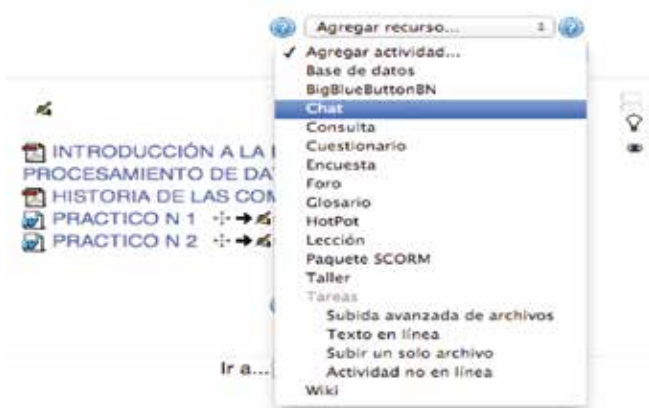 Agregar recurso...
✓ Agregar actividad...
Base de datos
BigBlueButtonBN
Chat
Consulta
Cuestionario
Encuesta
Foro
Glosario
HotPot
Lección
Paquete SCORM
Taller
Tareas
Subida avanzada de archivos
Texto en línea
Subir un solo archivo
Actividad no en línea
Wiki
INTRODUCCIÓN A LA
PROCESAMIENTO DE DA
HISTORIA DE LAS COM
PRACTICO N 1
PRACTICO N 2
Ir a...